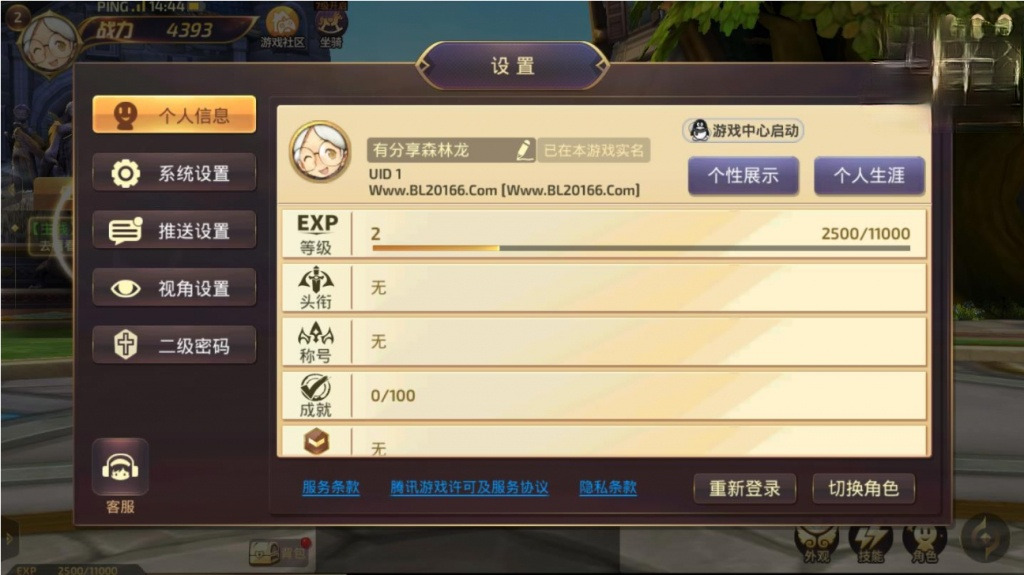 2
PING 14:44
战力 4393
游戏社区
坐骑
设置
个人信息
系统设置
推送设置
视角设置
二级密码
客服
有分享森林龙
已在本游戏实名
游戏中心启动
UID 1
Www.BL20166.Com [Www.BL20166.Com]
个性展示
个人生涯
EXP
等级
2
2500/11000
头衔
无
称号
无
成就
0/100
无
服务条款
腾讯游戏许可及服务协议
隐私条款
重新登录
切换角色
外观
技能
角色
EXP 2500/11000